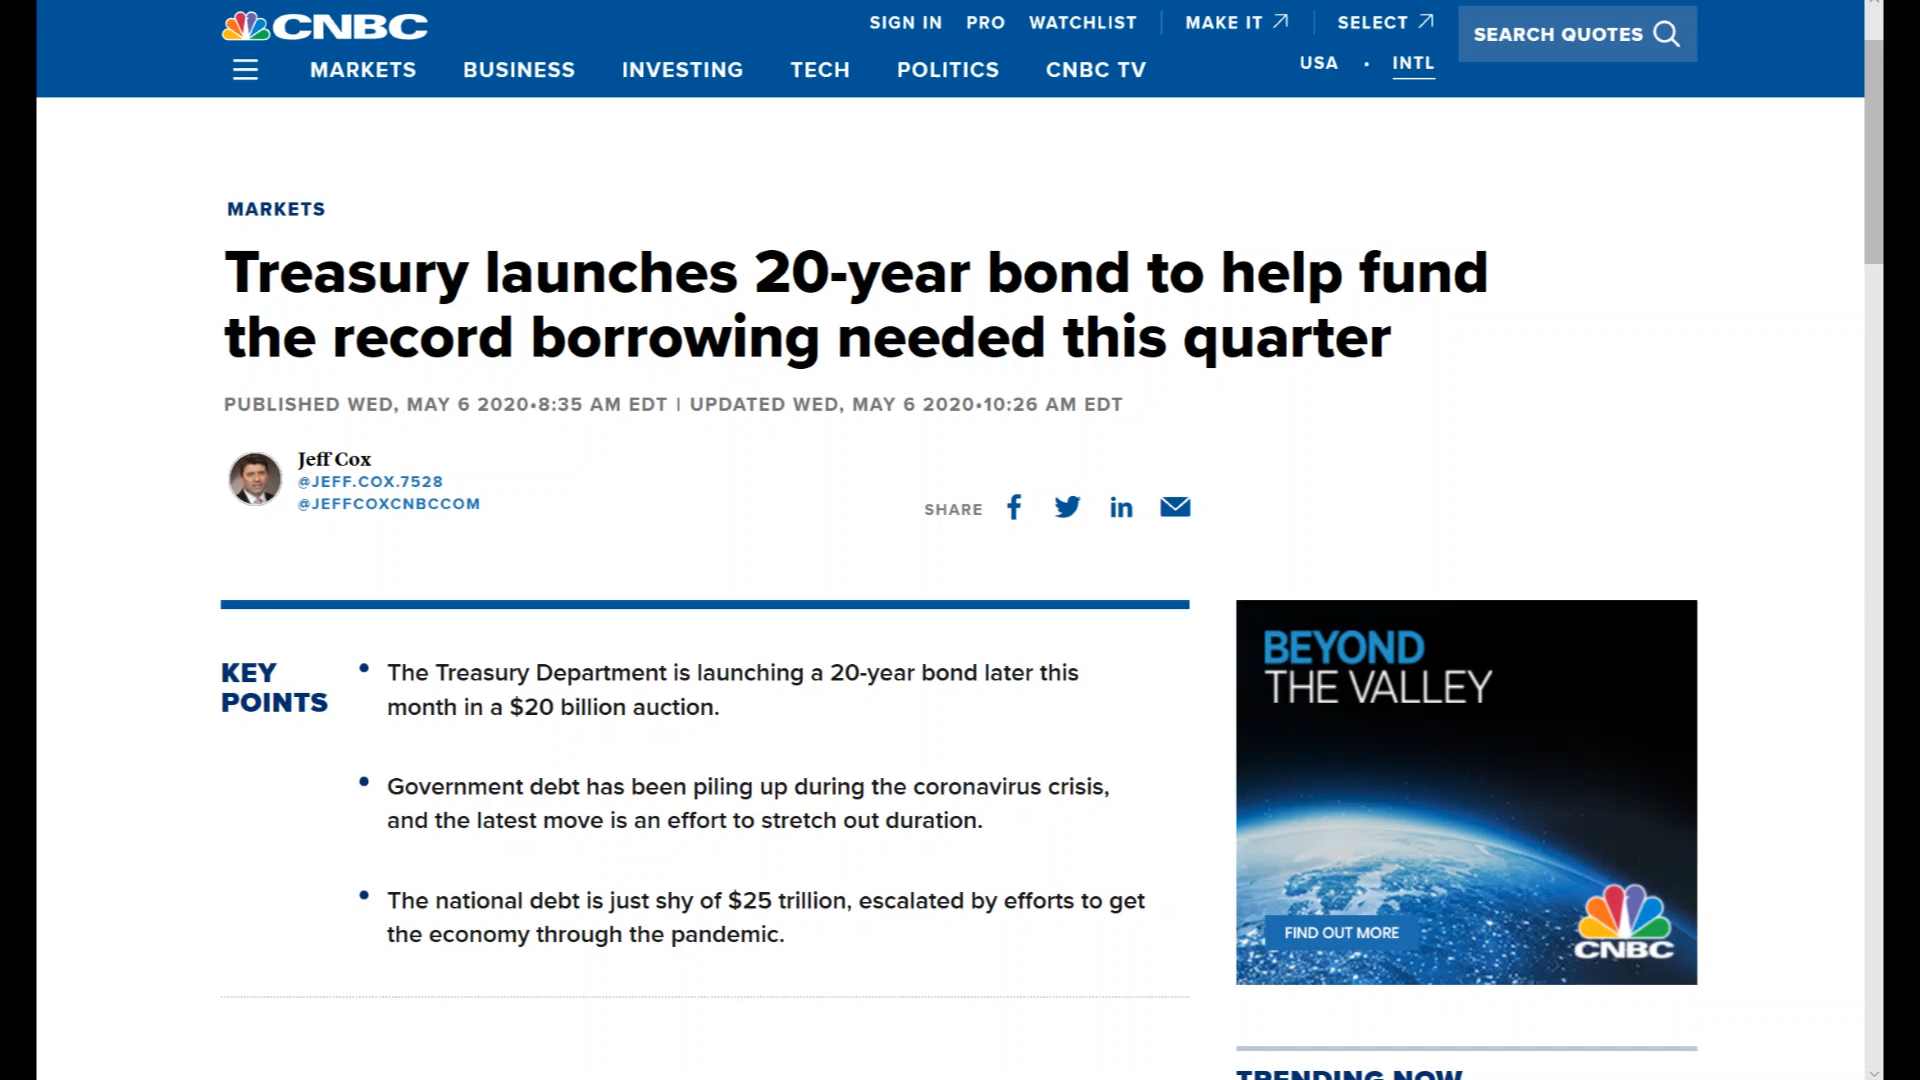 CNBC
SIGN IN PRO WATCHLIST MAKE IT SELECT
SEARCH QUOTES
USA • INTL
MARKETS BUSINESS INVESTING TECH POLITICS CNBC TV
MARKETS
Treasury launches 20-year bond to help fund
the record borrowing needed this quarter
PUBLISHED WED, MAY 6 2020•8:35 AM EDT | UPDATED WED, MAY 6 2020•10:26 AM EDT
Jeff Cox
@JEFF.COX.7528
@JEFFCOXCNBCCOM
SHARE
KEY
POINTS
• The Treasury Department is launching a 20-year bond later this
month in a $20 billion auction.
• Government debt has been piling up during the coronavirus crisis,
and the latest move is an effort to stretch out duration.
• The national debt is just shy of $25 trillion, escalated by efforts to get
the economy through the pandemic.
BEYOND
THE VALLEY
FIND OUT MORE
CNBC
TRENDING NOW